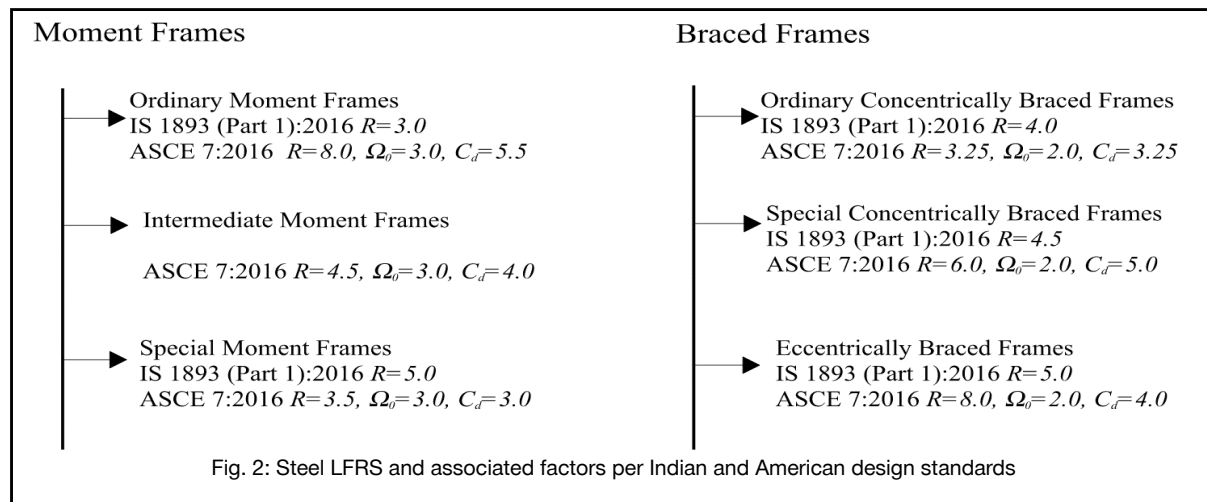 Moment Frames
Ordinary Moment Frames
IS 1893 (Part 1):2016 R=3.0
ASCE 7:2016 R=8.0, Ω₀=3.0, C_d=5.5
Intermediate Moment Frames
ASCE 7:2016 R=4.5, Ω₀=3.0, C_d=4.0
Special Moment Frames
IS 1893 (Part 1):2016 R=5.0
ASCE 7:2016 R=3.5, Ω₀=3.0, C_d=3.0
Braced Frames
Ordinary Concentrically Braced Frames
IS 1893 (Part 1):2016 R=4.0
ASCE 7:2016 R=3.25, Ω₀=2.0, C_d=3.25
Special Concentrically Braced Frames
IS 1893 (Part 1):2016 R=4.5
ASCE 7:2016 R=6.0, Ω₀=2.0, C_d=5.0
Eccentrically Braced Frames
IS 1893 (Part 1):2016 R=5.0
ASCE 7:2016 R=8.0, Ω₀=2.0, C_d=4.0
Fig. 2: Steel LFRS and associated factors per Indian and American design standards